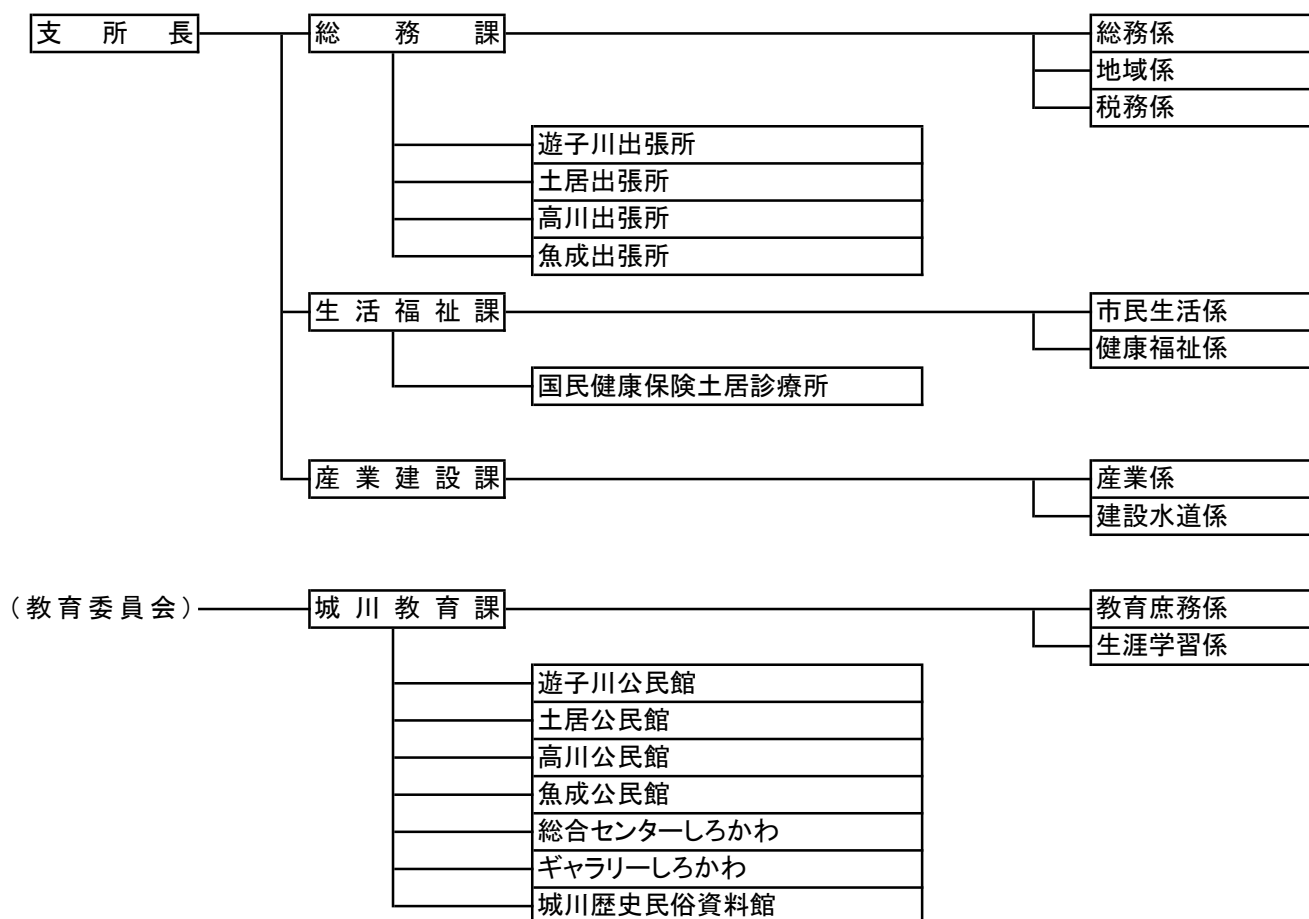 支所長 総務課 総務係
地域係
税務係
遊子川出張所
土居出張所
高川出張所
魚成出張所
生活福祉課 市民生活係
健康福祉係
国民健康保険土居診療所
産業建設課 産業係
建設水道係
（教育委員会） 城川教育課 教育庶務係
生涯学習係
遊子川公民館
土居公民館
高川公民館
魚成公民館
総合センターしろかわ
ギャラリーしろかわ
城川歴史民俗資料館